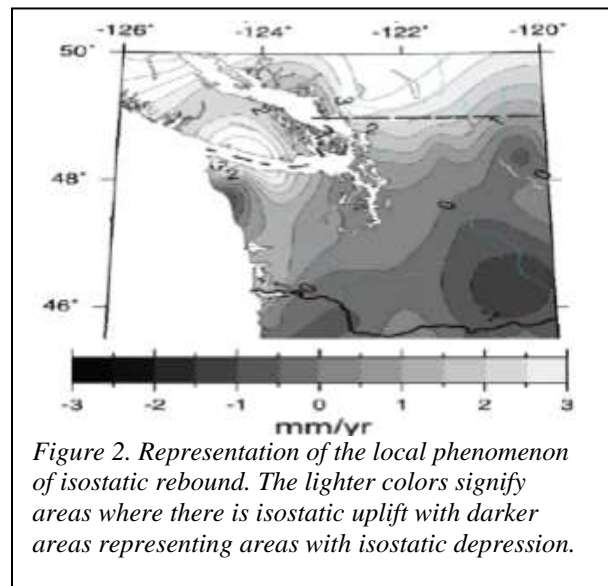 -126° -124° -122° -120°
50°
48°
46°
0
-3 -2 -1 0 1 2 3
mm/yr
Figure 2. Representation of the local phenomenon
of isostatic rebound. The lighter colors signify
areas where there is isostatic uplift with darker
areas representing areas with isostatic depression.